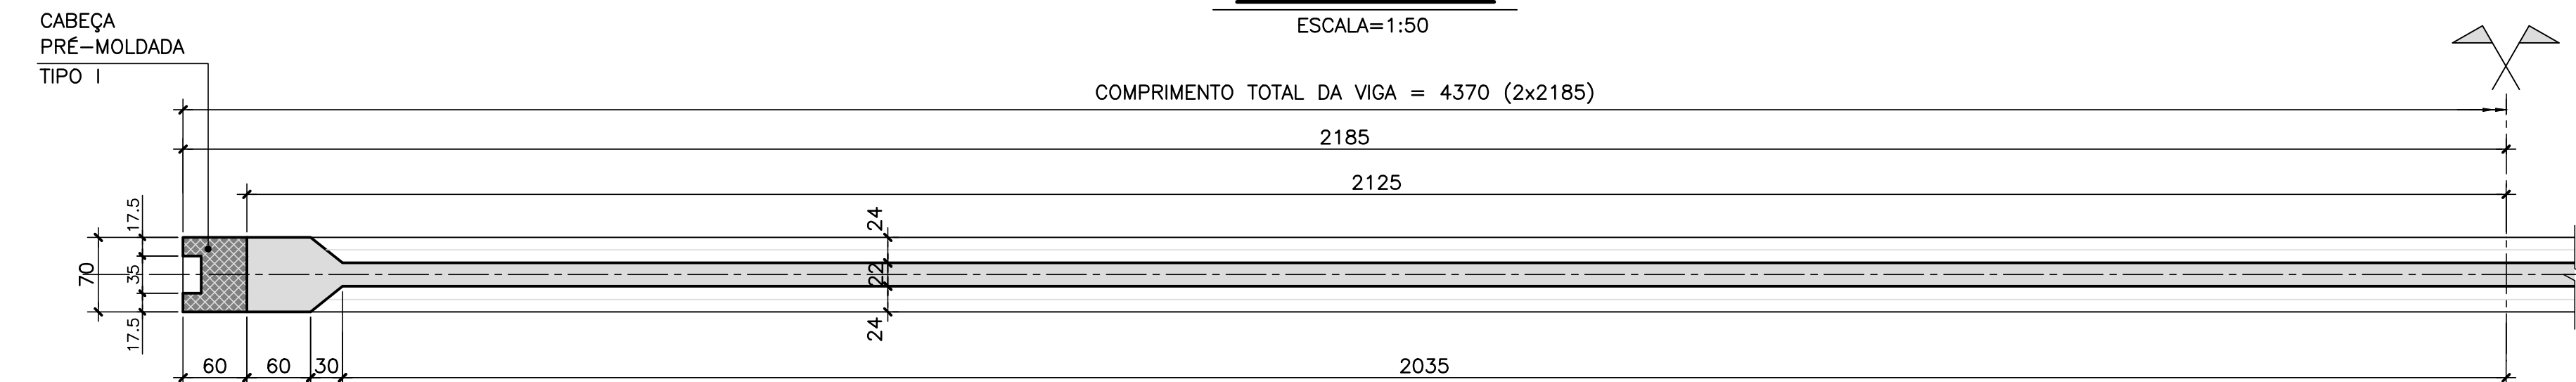 CABEÇA
PRÉ-MOLDADA
TIPO I
ESCALA=1:50
COMPRIMENTO TOTAL DA VIGA = 4370 (2x2185)
2185
2125
17.5
24
70
35
22
17.5
24
60
60
30
2035